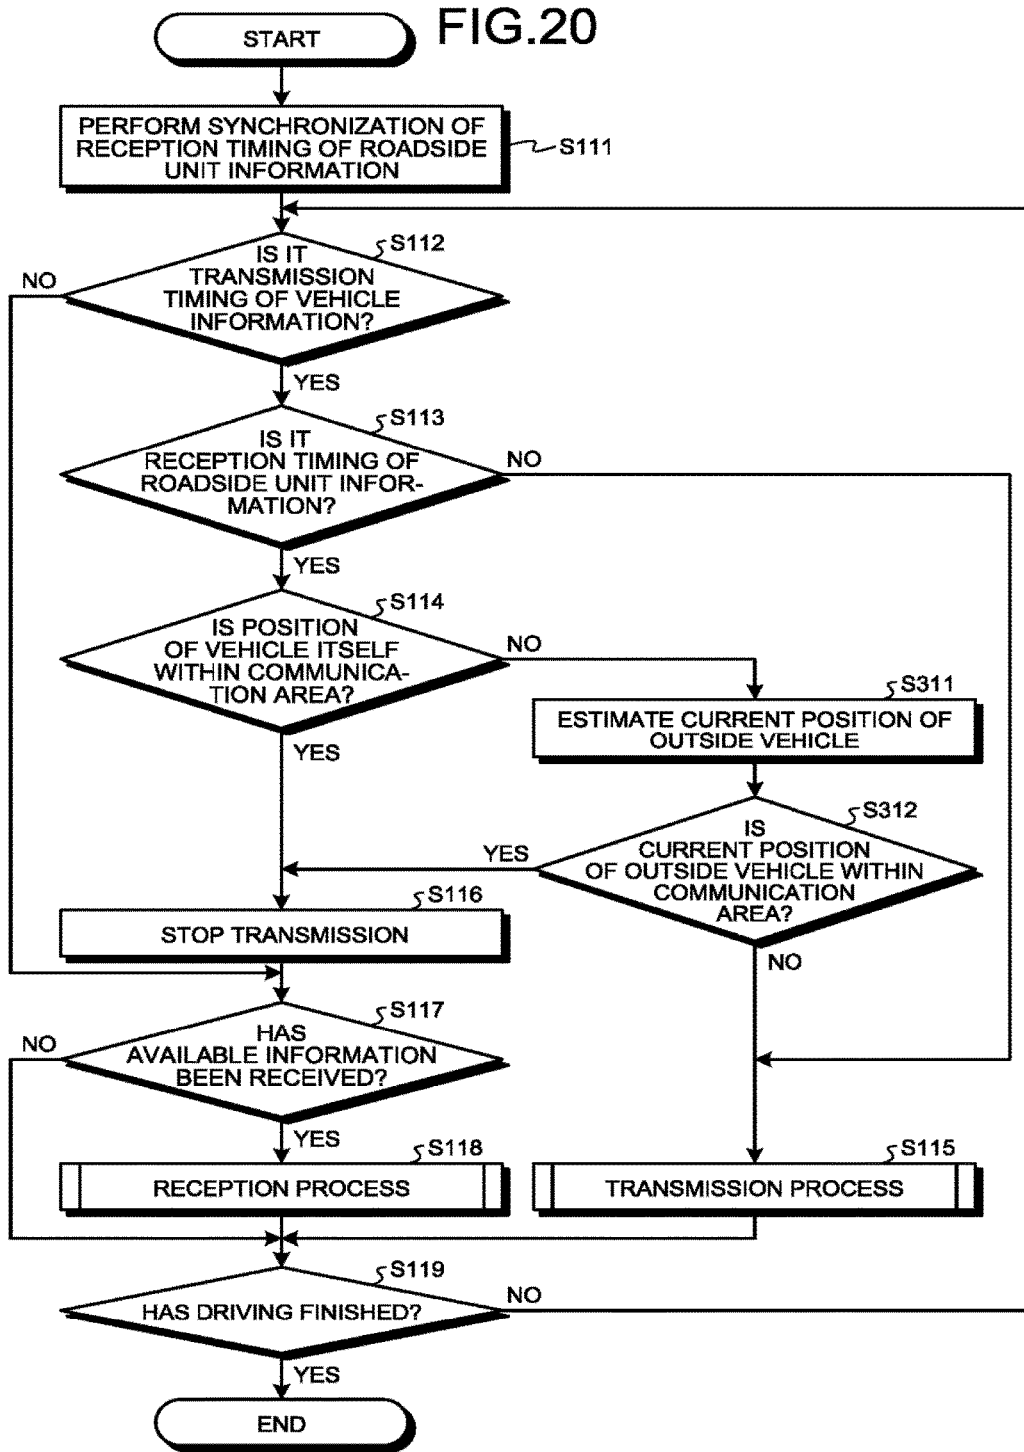 FIG.20
START
PERFORM SYNCHRONIZATION OF
RECEPTION TIMING OF ROADSIDE
UNIT INFORMATION
S111
S112
IS IT
TRANSMISSION
TIMING OF VEHICLE
INFORMATION?
NO
YES
S113
IS IT
RECEPTION TIMING OF
ROADSIDE UNIT INFOR-
MATION?
NO
YES
S114
IS POSITION
OF VEHICLE ITSELF
WITHIN COMMUNICA-
TION AREA?
NO
YES
S311
ESTIMATE CURRENT POSITION OF
OUTSIDE VEHICLE
S312
IS
CURRENT POSITION
OF OUTSIDE VEHICLE WITHIN
COMMUNICATION
AREA?
YES
NO
S116
STOP TRANSMISSION
S117
HAS
AVAILABLE INFORMATION
BEEN RECEIVED?
NO
YES
S118
RECEPTION PROCESS
S115
TRANSMISSION PROCESS
S119
HAS DRIVING FINISHED?
NO
YES
END